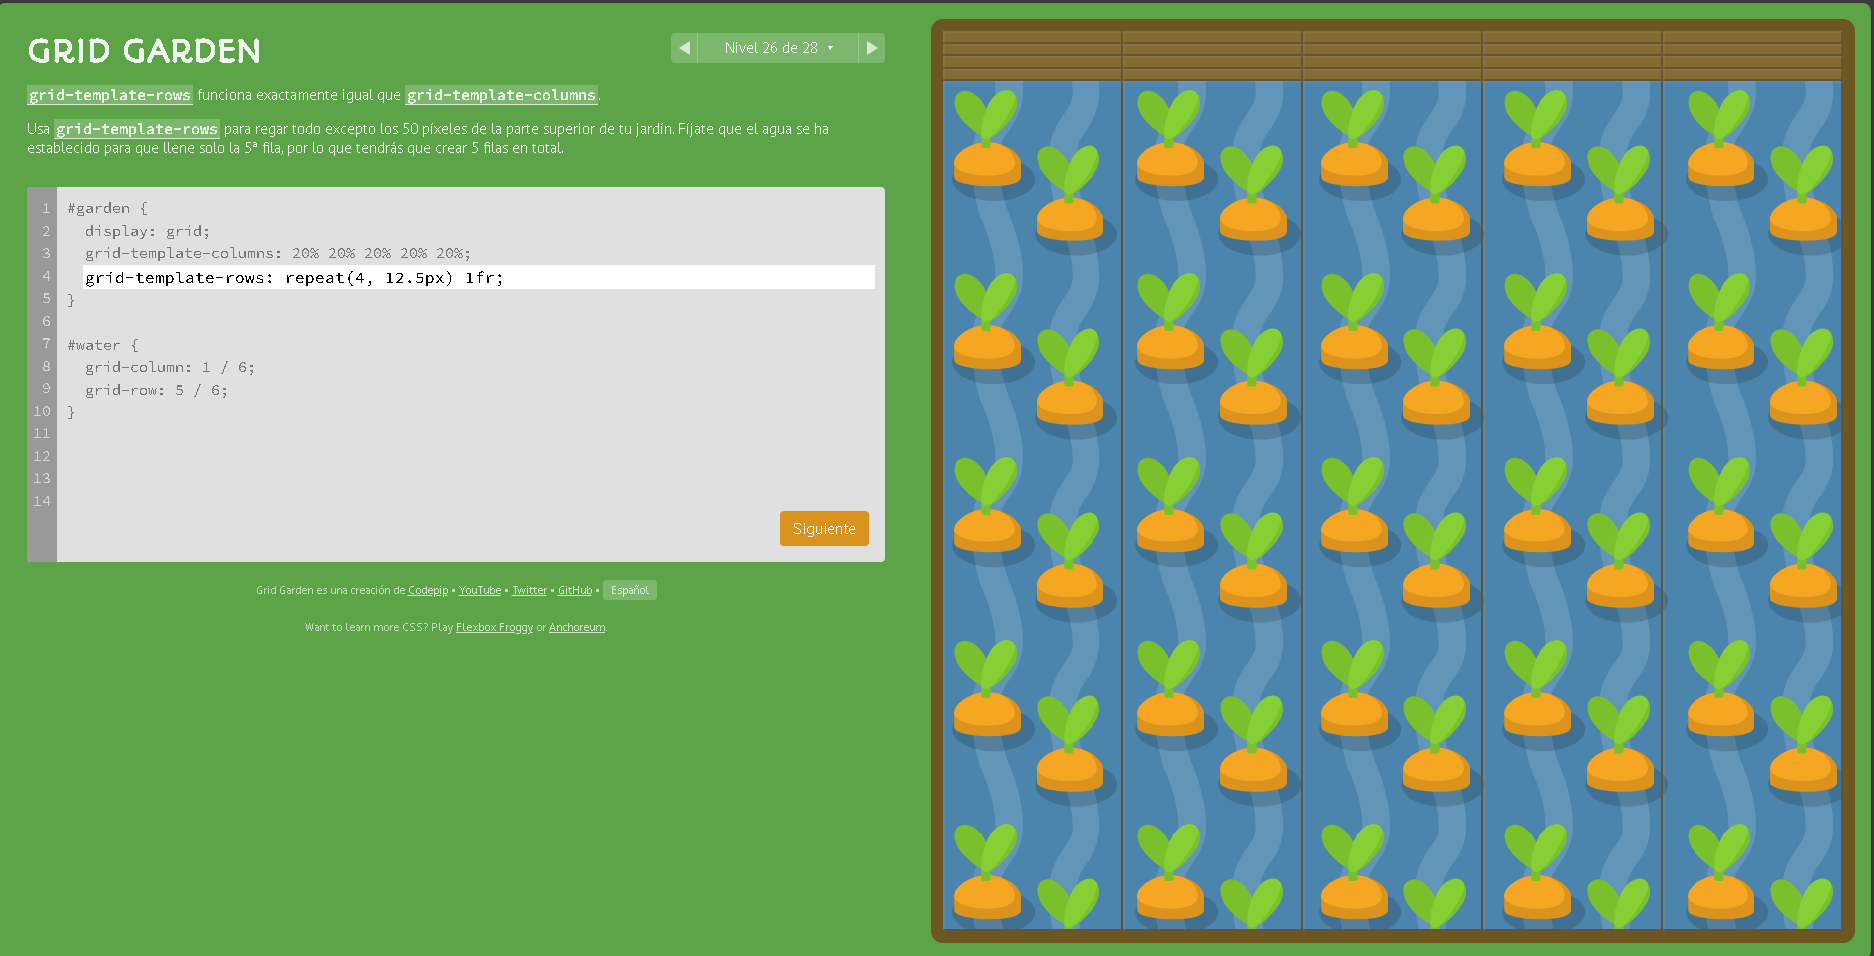 GRID GARDEN
Nivel 26 de 28
grid-template-rows funciona exactamente igual que grid-template-columns.
Usa grid-template-rows para regar todo excepto los 50 píxeles de la parte superior de tu jardín. Fíjate que el agua se ha
establecido para que llene solo la 5ª fila, por lo que tendrás que crear 5 filas en total.
1 #garden {
2 display: grid;
3 grid-template-columns: 20% 20% 20% 20% 20%;
4 grid-template-rows: repeat(4, 12.5px) 1fr;
5 }
6
7 #water {
8 grid-column: 1 / 6;
9 grid-row: 5 / 6;
10 }
11
12
13
14
Siguiente
Grid Garden es una creación de Codepip • YouTube • Twitter • GitHub • Español
Want to learn more CSS? Play Flexbox Froggy or Anchoreum.